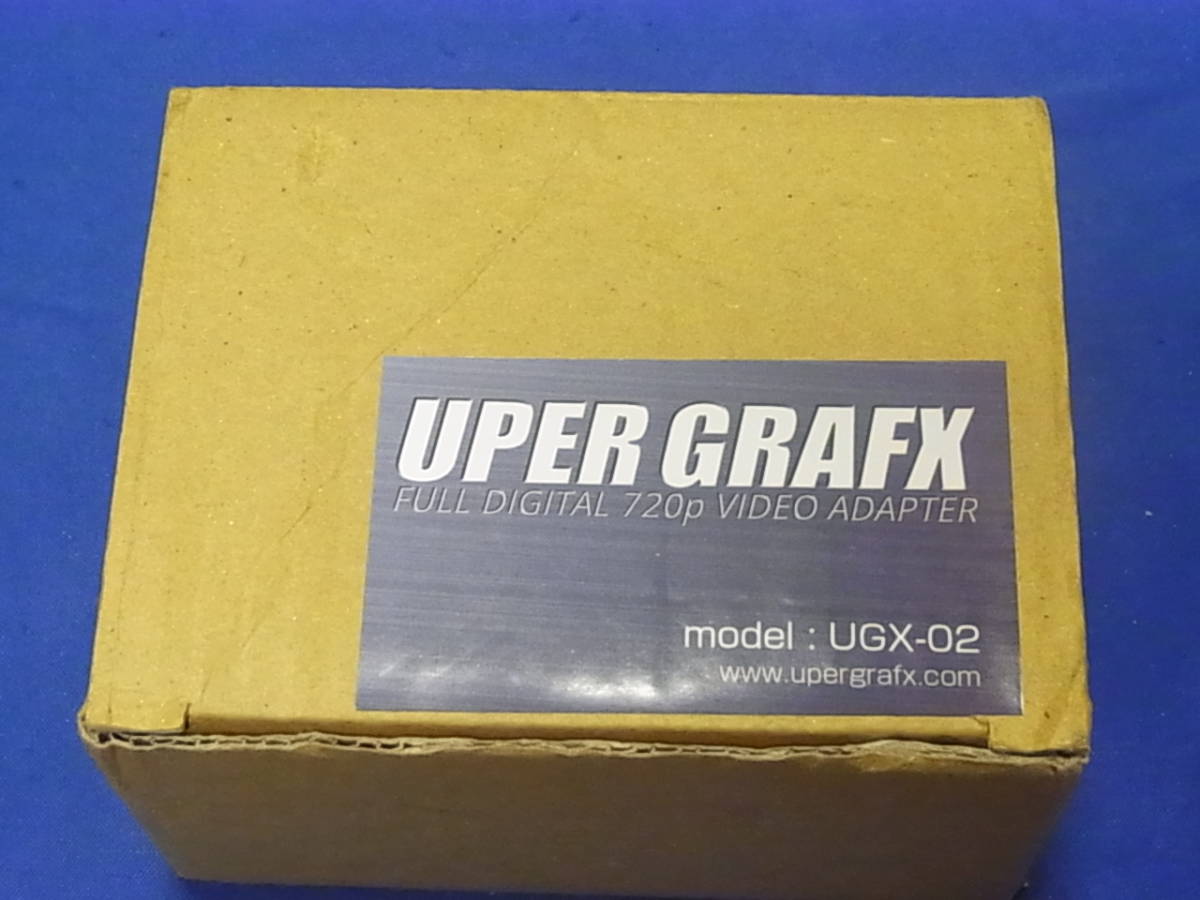 UPER GRAFX
FULL DIGITAL 720p VIDEO ADAPTER
model : UGX-02
www.upergrafx.com